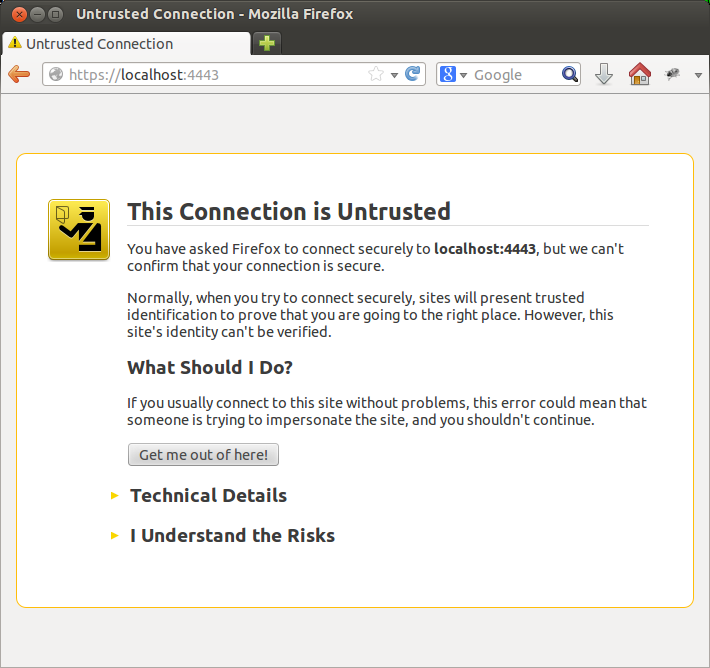 Untrusted Connection - Mozilla Firefox
Untrusted Connection
https://localhost:4443
8 Google
This Connection is Untrusted
You have asked Firefox to connect securely to localhost:4443, but we can't
confirm that your connection is secure.
Normally, when you try to connect securely, sites will present trusted
identification to prove that you are going to the right place. However, this
site's identity can't be verified.
What Should I Do?
If you usually connect to this site without problems, this error could mean that
someone is trying to impersonate the site, and you shouldn't continue.
Get me out of here!
Technical Details
I Understand the Risks